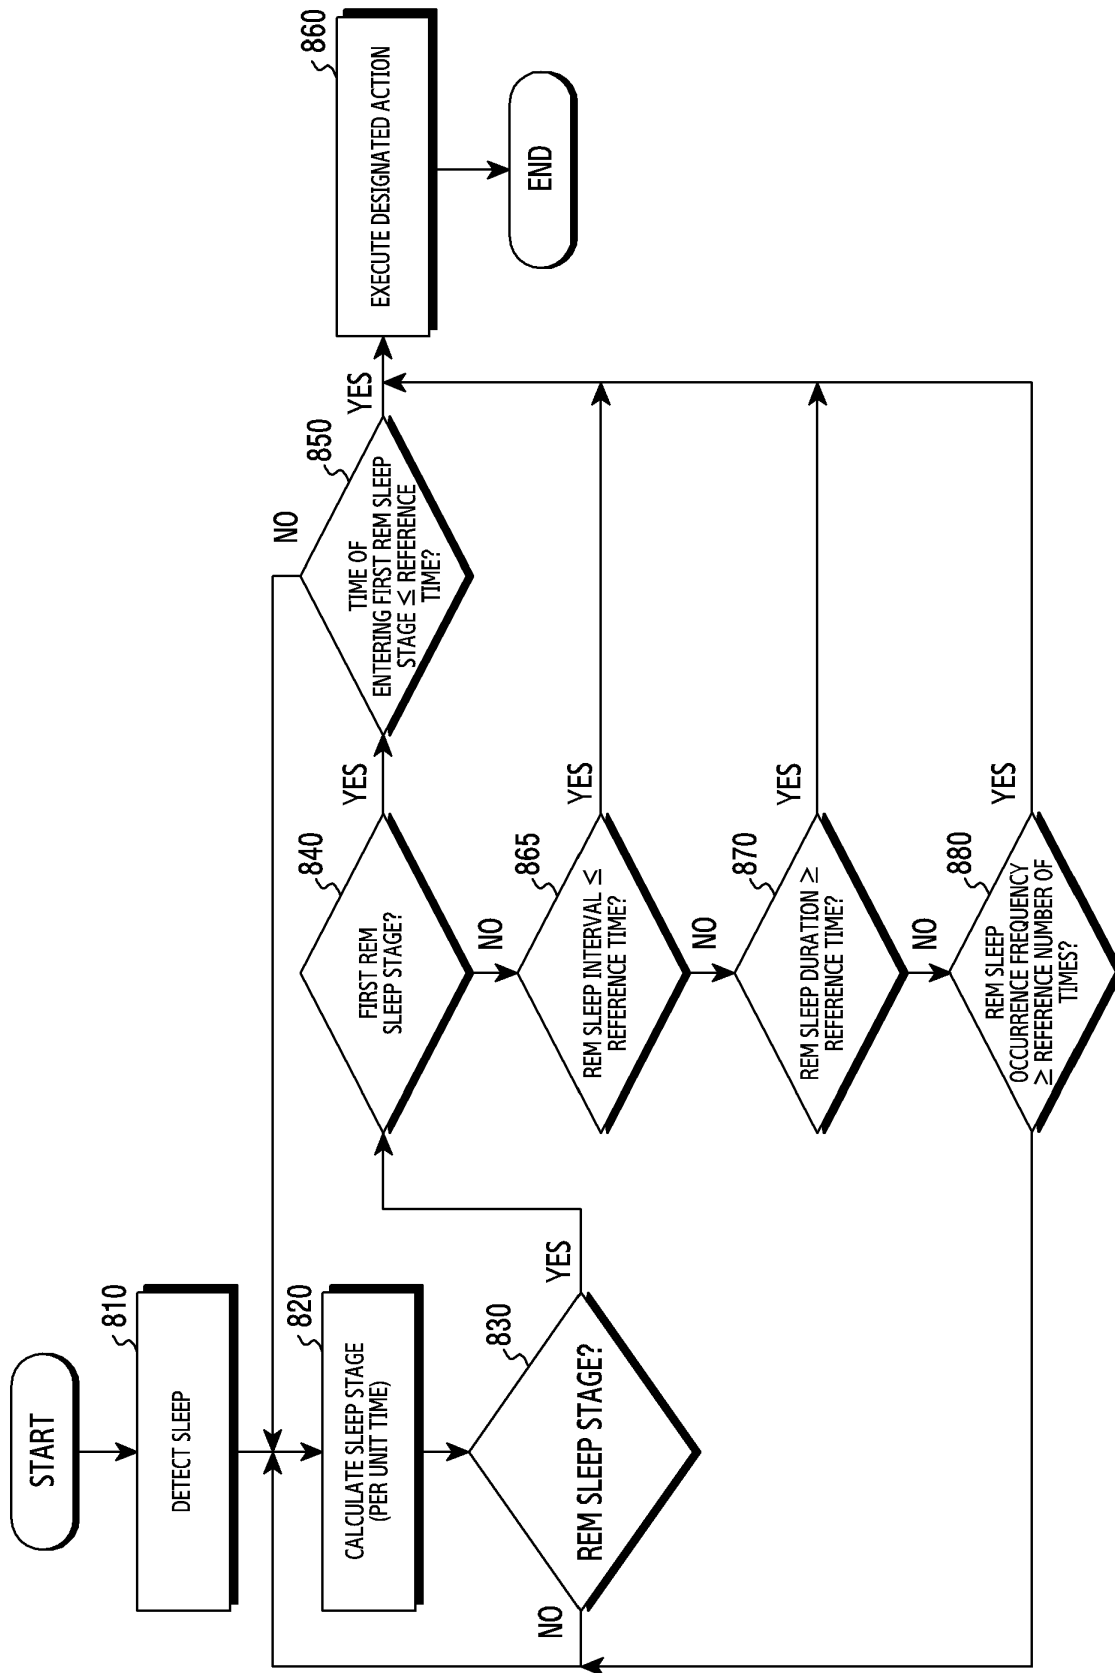 START
810
DETECT SLEEP
820
CALCULATE SLEEP STAGE
(PER UNIT TIME)
830
REM SLEEP STAGE?
NO
YES
840
FIRST REM
SLEEP STAGE?
YES
NO
850
TIME OF
ENTERING FIRST REM SLEEP
STAGE ≤ REFERENCE
TIME?
NO
YES
860
EXECUTE DESIGNATED ACTION
END
865
REM SLEEP INTERVAL ≤
REFERENCE TIME?
YES
NO
870
REM SLEEP DURATION ≥
REFERENCE TIME?
YES
NO
880
REM SLEEP
OCCURRENCE FREQUENCY
≥ REFERENCE NUMBER OF
TIMES?
YES